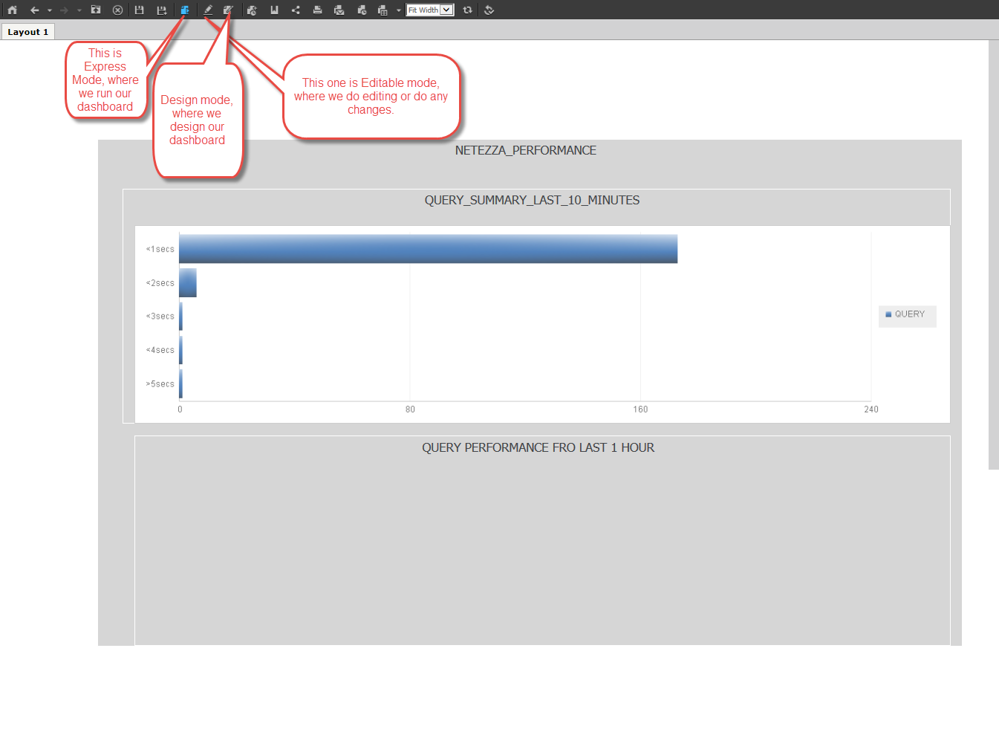 Fit Width
Layout 1
This is
Express
Mode, where
we run our
dashboard
Design mode,
where we
design our
dashboard
This one is Editable mode,
where we do editing or do any
changes.
NETEZZA_PERFORMANCE
QUERY_SUMMARY_LAST_10_MINUTES
<1secs
<2secs
<3secs
<4secs
>5secs
0 80 160 240
QUERY
QUERY PERFORMANCE FRO LAST 1 HOUR